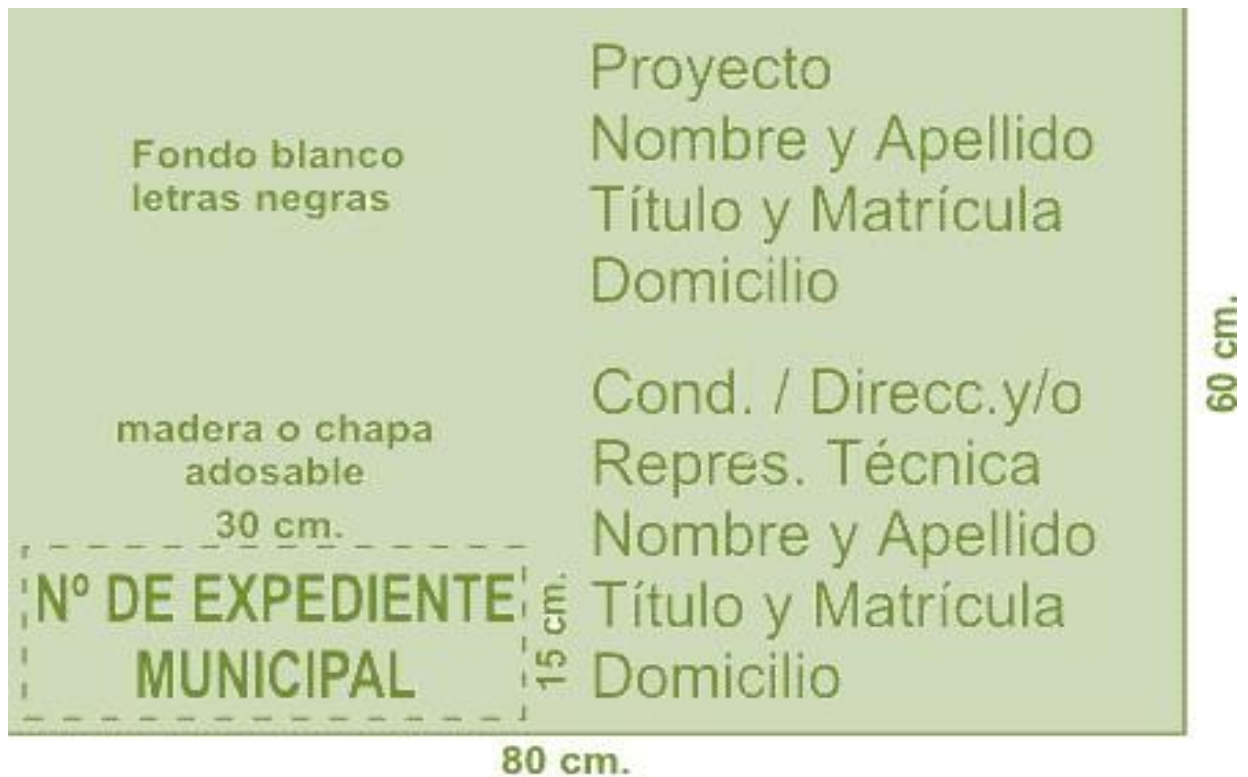 Fondo blanco
letras negras
madera o chapa
adosable
30 cm.
Nº DE EXPEDIENTE
MUNICIPAL
15 cm.
Proyecto
Nombre y Apellido
Título y Matrícula
Domicilio
Cond. / Direcc.y/o
Repres. Técnica
Nombre y Apellido
Título y Matrícula
Domicilio
60 cm.
80 cm.